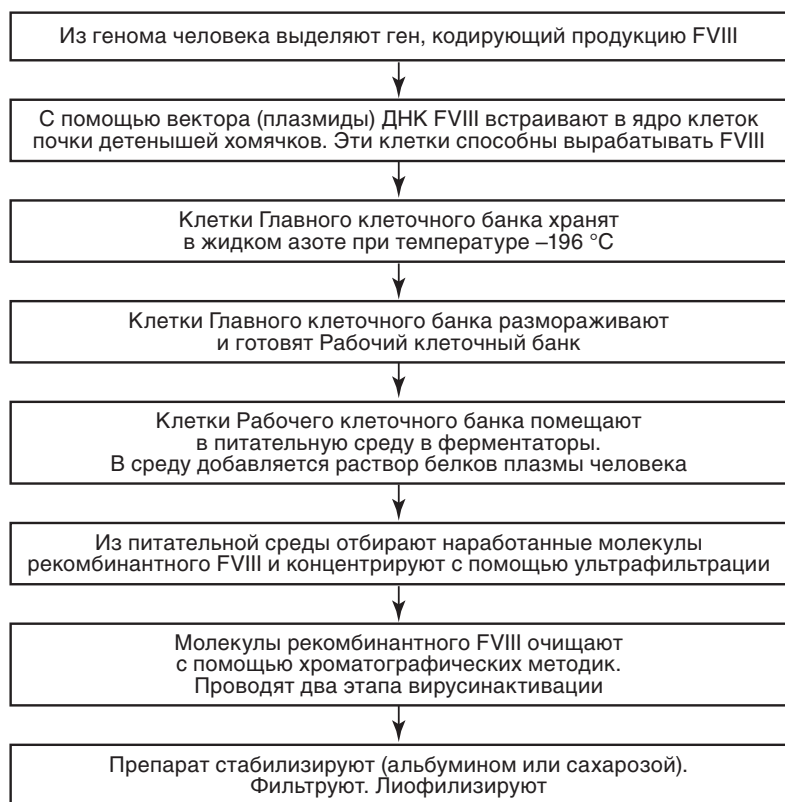 Из генома человека выделяют ген, кодирующий продукцию FVIII
С помощью вектора (плазмиды) ДНК FVIII встраивают в ядро клеток
почки детенышей хомячков. Эти клетки способны вырабатывать FVIII
Клетки Главного клеточного банка хранят
в жидком азоте при температуре –196 °C
Клетки Главного клеточного банка размораживают
и готовят Рабочий клеточный банк
Клетки Рабочего клеточного банка помещают
в питательную среду в ферментаторы.
В среду добавляется раствор белков плазмы человека
Из питательной среды отбирают наработанные молекулы
рекомбинантного FVIII и концентрируют с помощью ультрафильтрации
Молекулы рекомбинантного FVIII очищают
с помощью хроматографических методик.
Проводят два этапа вирусинактивации
Препарат стабилизируют (альбумином или сахарозой).
Фильтруют. Лиофилизируют